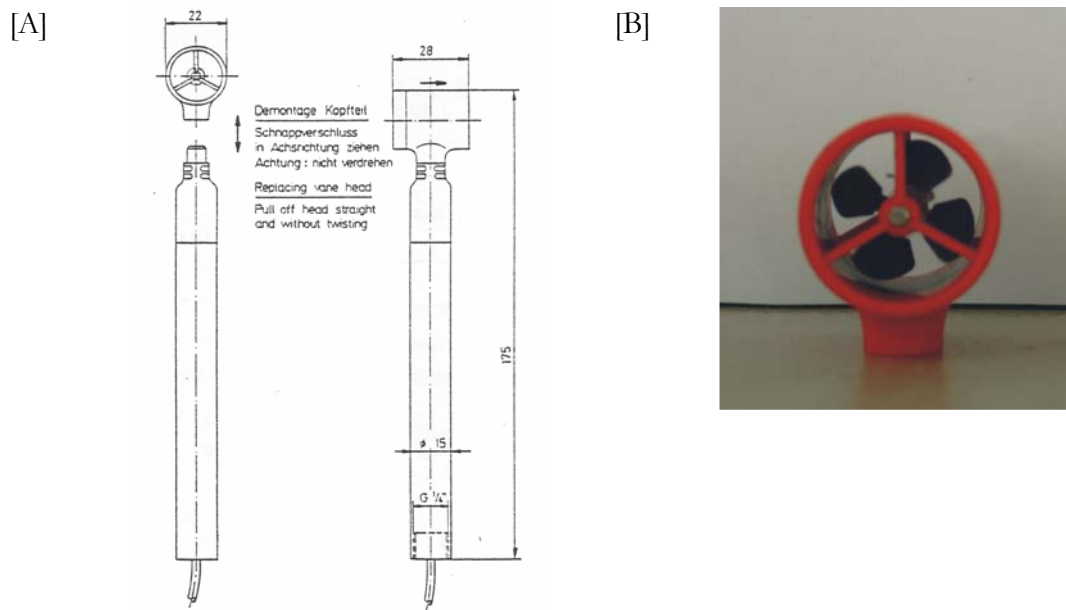 [A]
[B]
22
28
Demontage Kopfteil
Schnappverschluss
in Achsrichtung ziehen
Achtung : nicht verdrehen
Replacing vane head
Pull off head straight
and without twisting
175
ø 15
G ¼"